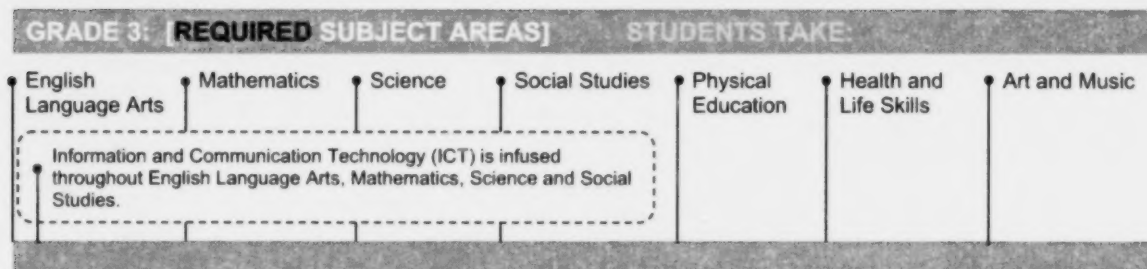 GRADE 3: [REQUIRED SUBJECT AREAS] STUDENTS TAKE:
English
Language Arts
Mathematics
Science
Social Studies
Physical
Education
Health and
Life Skills
Art and Music
Information and Communication Technology (ICT) is infused
throughout English Language Arts, Mathematics, Science and Social
Studies.